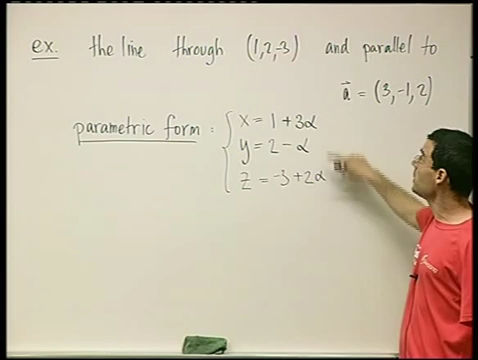 ex. the line through (1,2,-3) and parallel to
a⃗ = (3,-1,2)
parametric form :
x = 1 + 3α
y = 2 - α
z = -3 + 2α